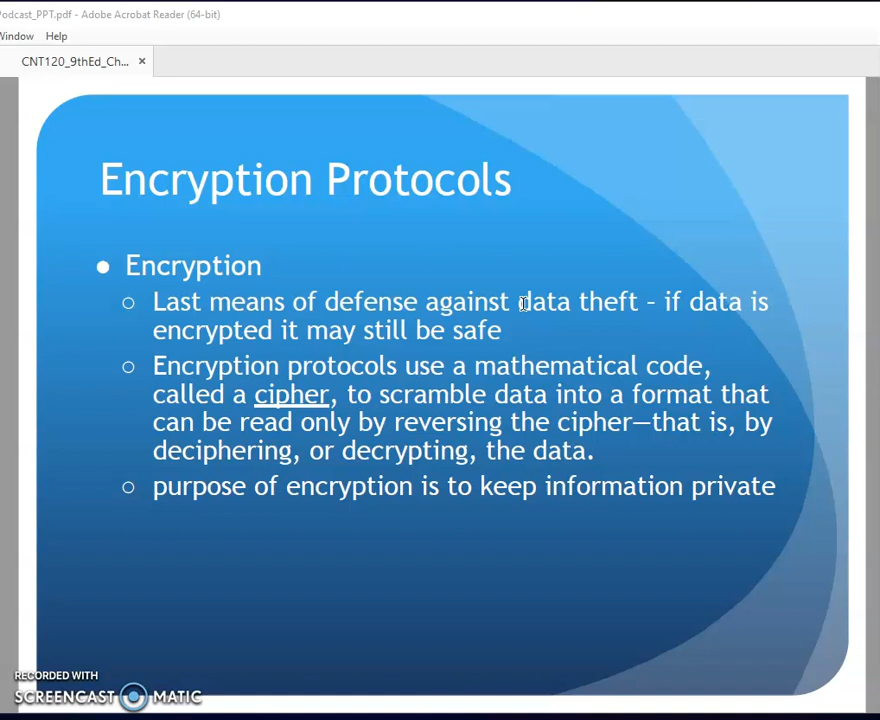 Podcast_PPT.pdf - Adobe Acrobat Reader (64-bit)
Window Help
CNT120_9thEd_Ch... ×
Encryption Protocols
● Encryption
○ Last means of defense against data theft – if data is
encrypted it may still be safe
○ Encryption protocols use a mathematical code,
called a cipher, to scramble data into a format that
can be read only by reversing the cipher—that is, by
deciphering, or decrypting, the data.
○ purpose of encryption is to keep information private
RECORDED WITH
SCREENCAST MATIC